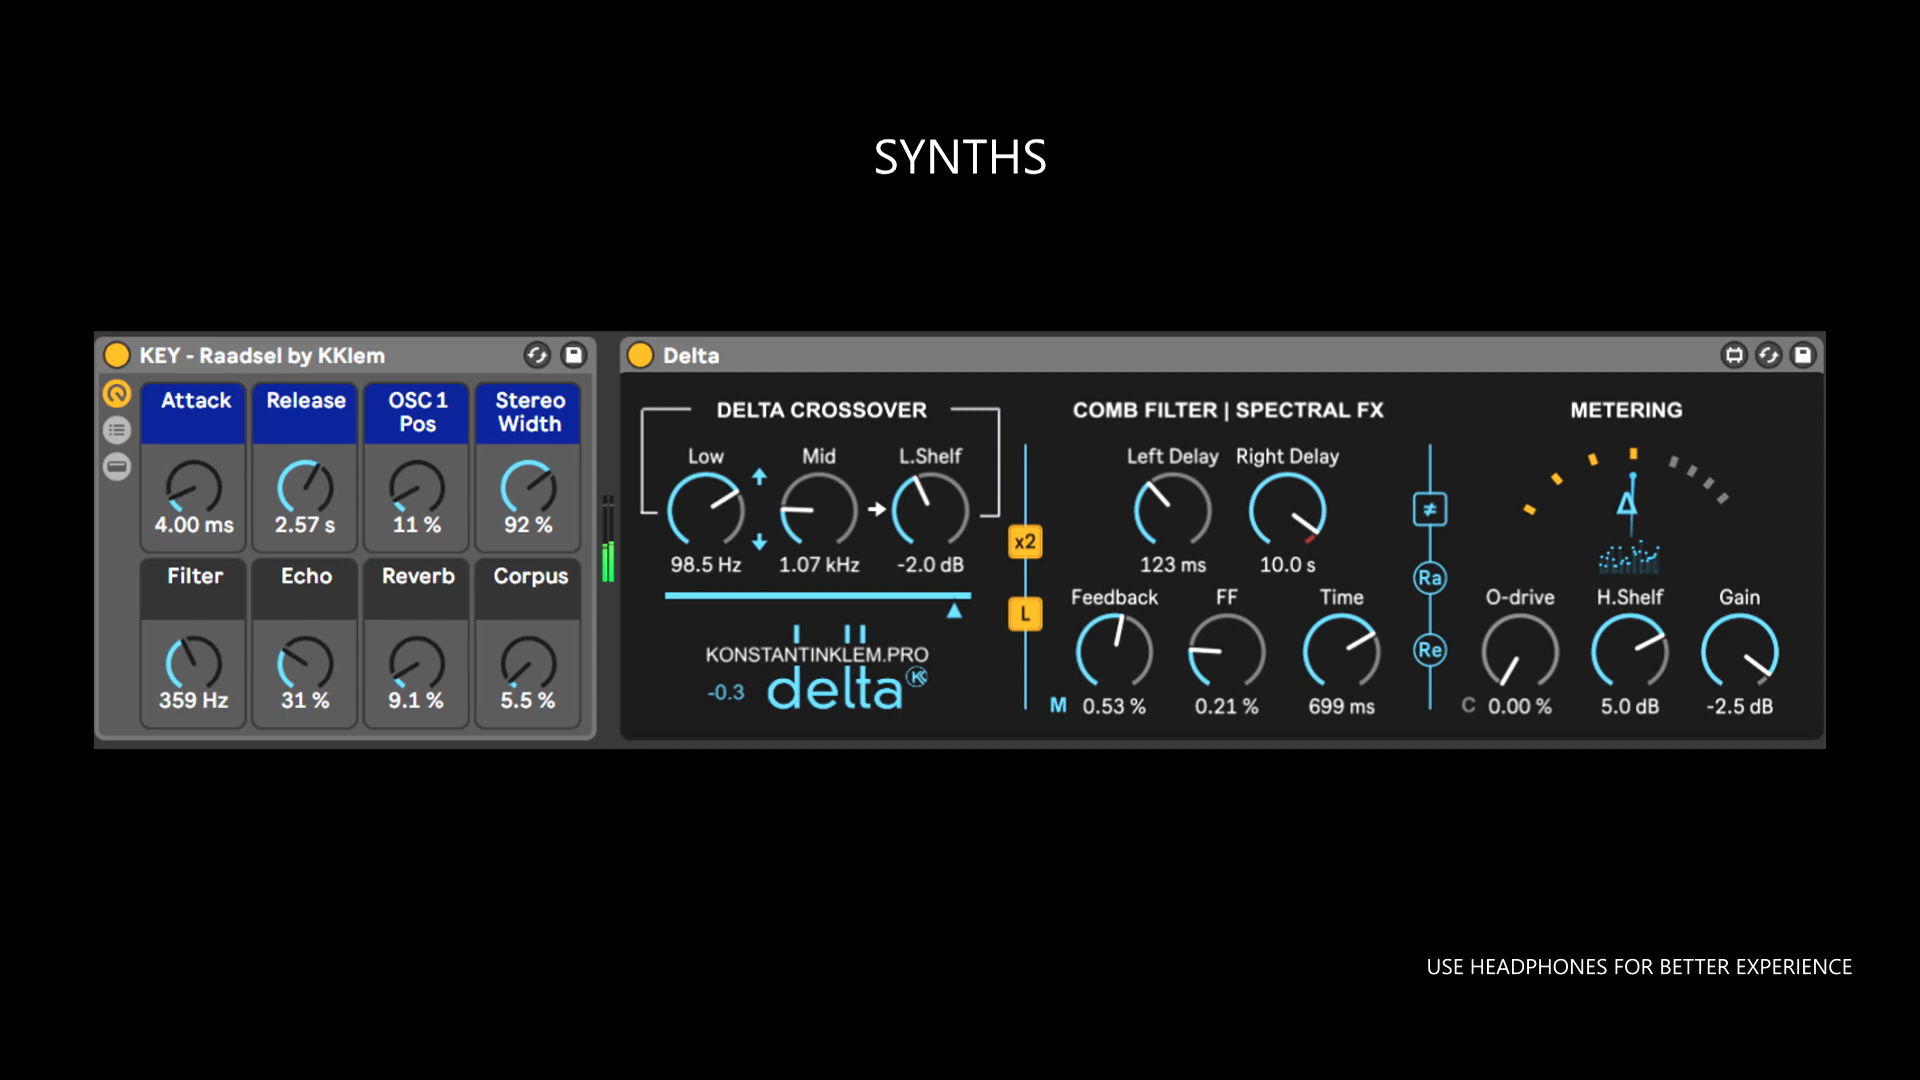 SYNTHS
KEY - Raadsel by KKlem
Attack Release OSC 1 Pos Stereo Width
4.00 ms 2.57 s 11 % 92 %
Filter Echo Reverb Corpus
359 Hz 31 % 9.1 % 5.5 %
Delta
DELTA CROSSOVER
Low Mid L.Shelf
98.5 Hz 1.07 kHz -2.0 dB
KONSTANTINKLEM.PRO
-0.3 delta K
x2
L
COMB FILTER | SPECTRAL FX
Left Delay Right Delay
123 ms 10.0 s
Feedback FF Time
M 0.53 % 0.21 % 699 ms
≠
Ra
Re
METERING
Δ
O-drive H.Shelf Gain
C 0.00 % 5.0 dB -2.5 dB
USE HEADPHONES FOR BETTER EXPERIENCE